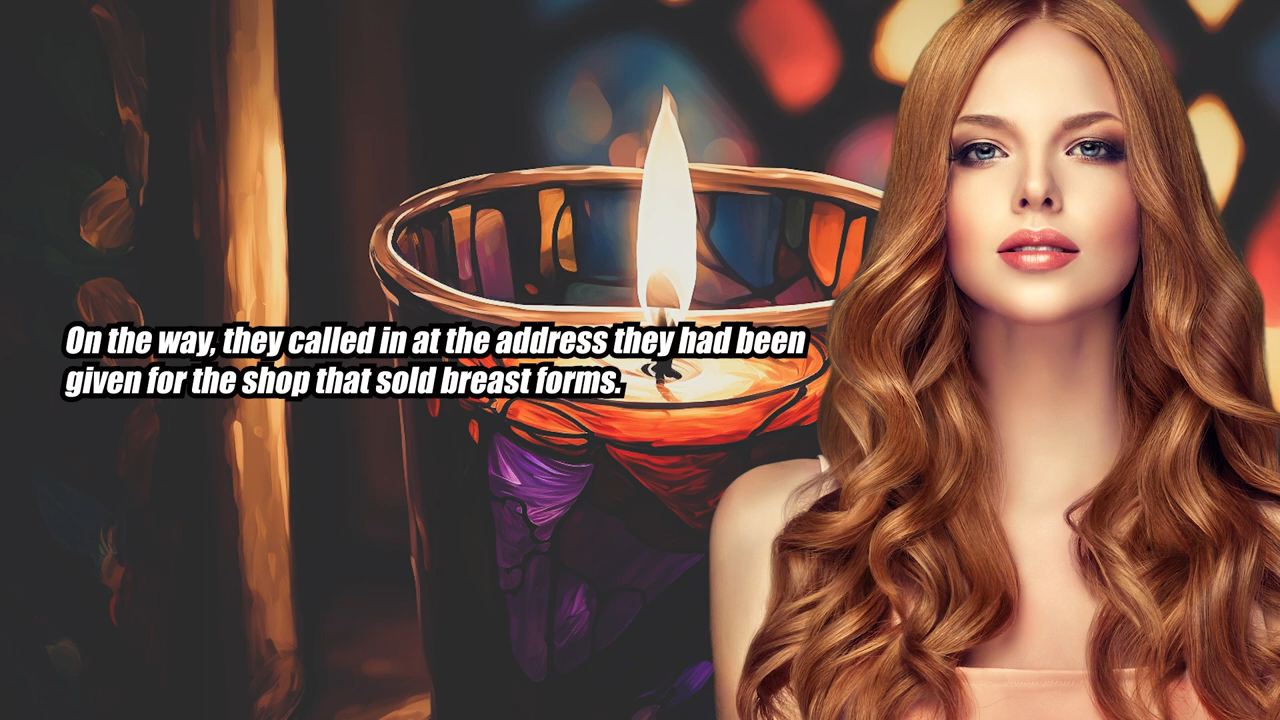 On the way, they called in at the address they had been
given for the shop that sold breast forms.